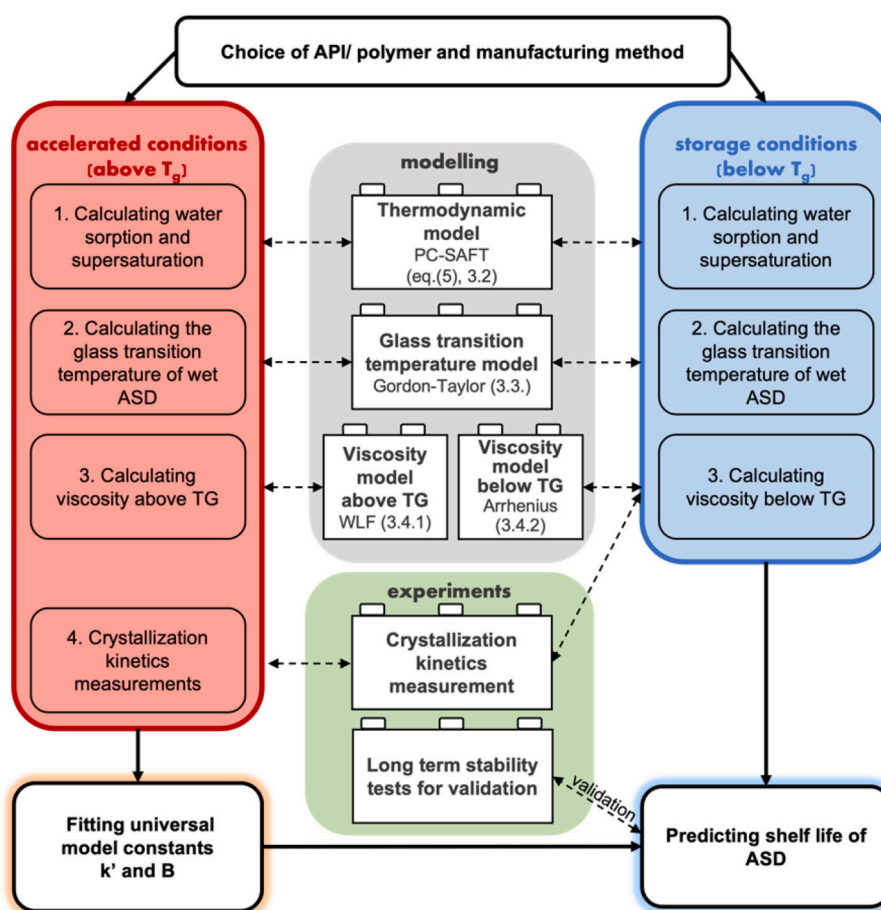 Choice of API/ polymer and manufacturing method
accelerated conditions
(above Tg)
1. Calculating water
sorption and
supersaturation
2. Calculating the
glass transition
temperature of wet
ASD
3. Calculating
viscosity above TG
4. Crystallization
kinetics
measurements
modelling
Thermodynamic
model
PC-SAFT
(eq.(5), 3.2)
Glass transition
temperature model
Gordon-Taylor (3.3.)
Viscosity
model
above TG
WLF (3.4.1)
Viscosity
model
below TG
Arrhenius
(3.4.2)
experiments
Crystallization
kinetics
measurement
Long term stability
tests for validation
storage conditions
(below Tg)
1. Calculating water
sorption and
supersaturation
2. Calculating the
glass transition
temperature of wet
ASD
3. Calculating
viscosity below TG
validation
Fitting universal
model constants
k’ and B
Predicting shelf life of
ASD